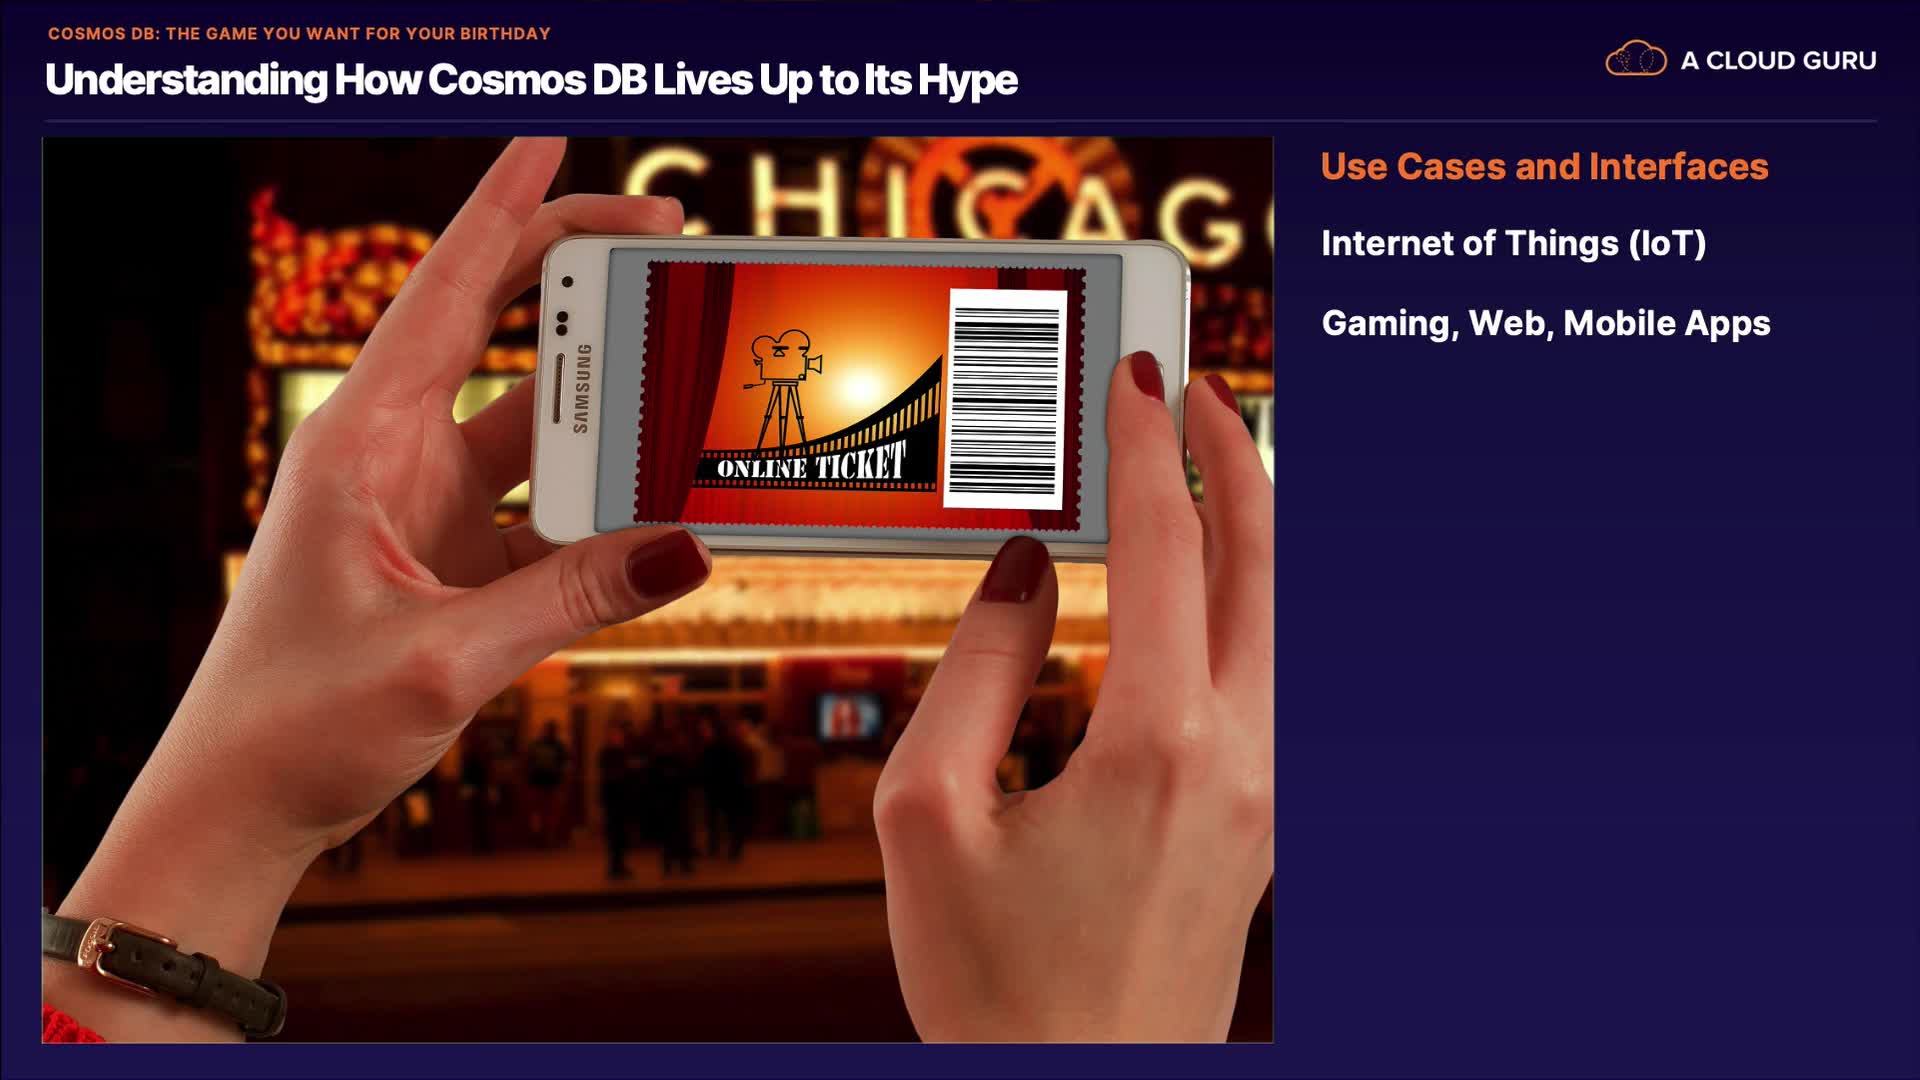 COSMOS DB: THE GAME YOU WANT FOR YOUR BIRTHDAY
Understanding How Cosmos DB Lives Up to Its Hype
A CLOUD GURU
CHICAG
SAMSUNG
ONLINE TICKET
Use Cases and Interfaces
Internet of Things (IoT)
Gaming, Web, Mobile Apps